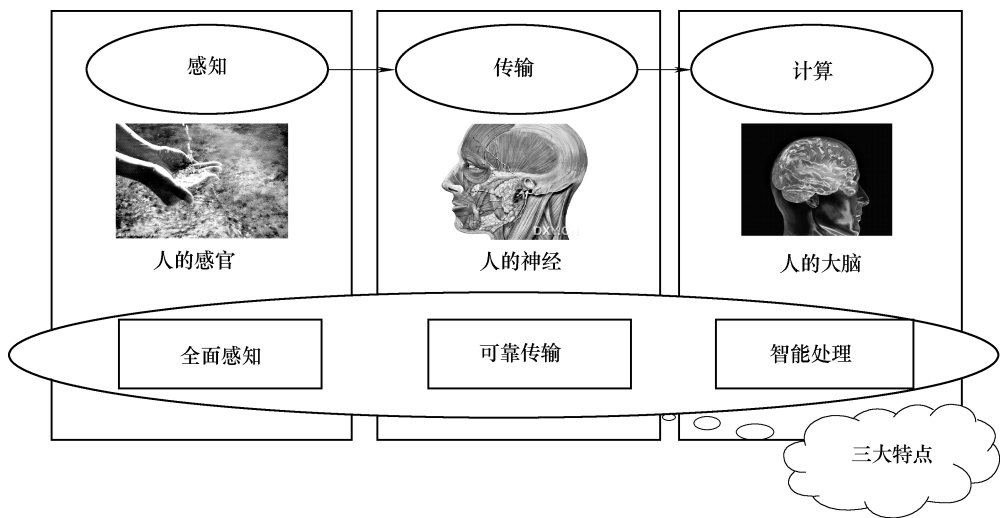 感知
传输
计算
人的感官
人的神经
人的大脑
全面感知
可靠传输
智能处理
三大特点